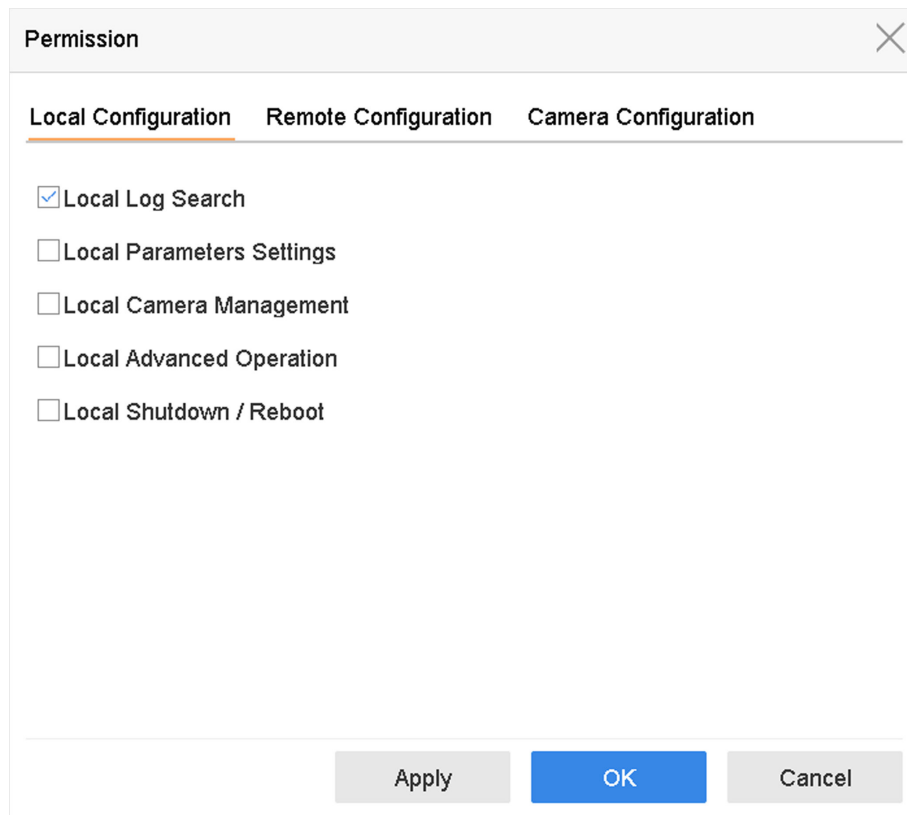 Permission
Local Configuration Remote Configuration Camera Configuration
Local Log Search
Local Parameters Settings
Local Camera Management
Local Advanced Operation
Local Shutdown / Reboot
Apply OK Cancel